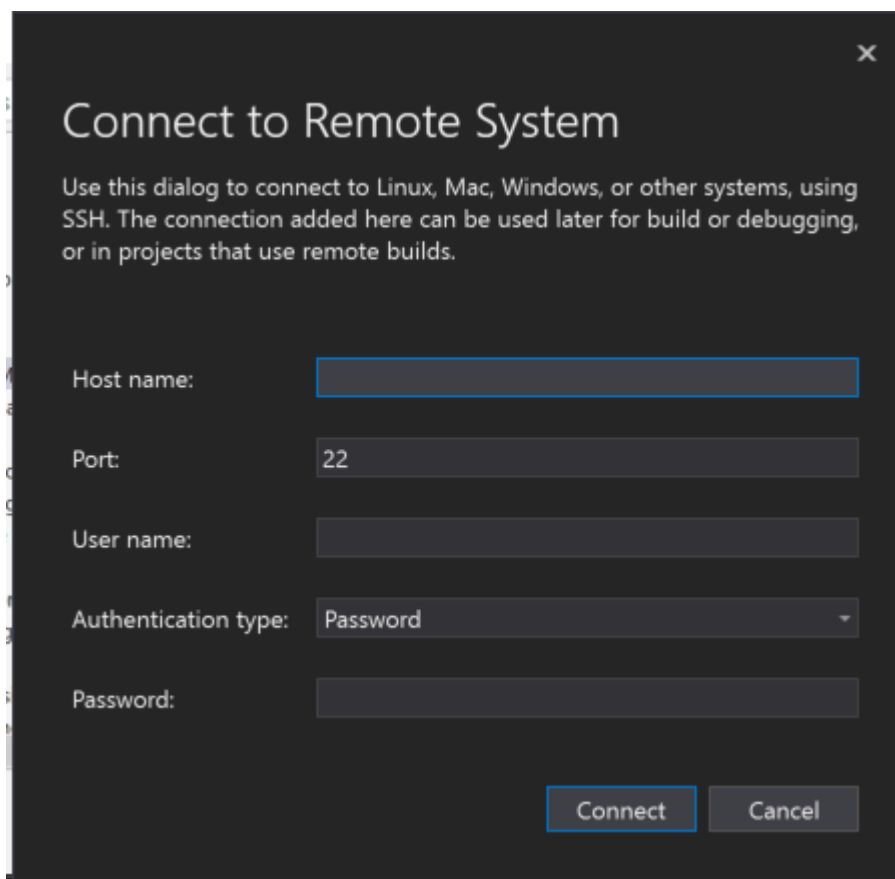 Connect to Remote System
Use this dialog to connect to Linux, Mac, Windows, or other systems, using
SSH. The connection added here can be used later for build or debugging,
or in projects that use remote builds.
Host name:
Port: 22
User name:
Authentication type: Password
Password:
Connect Cancel